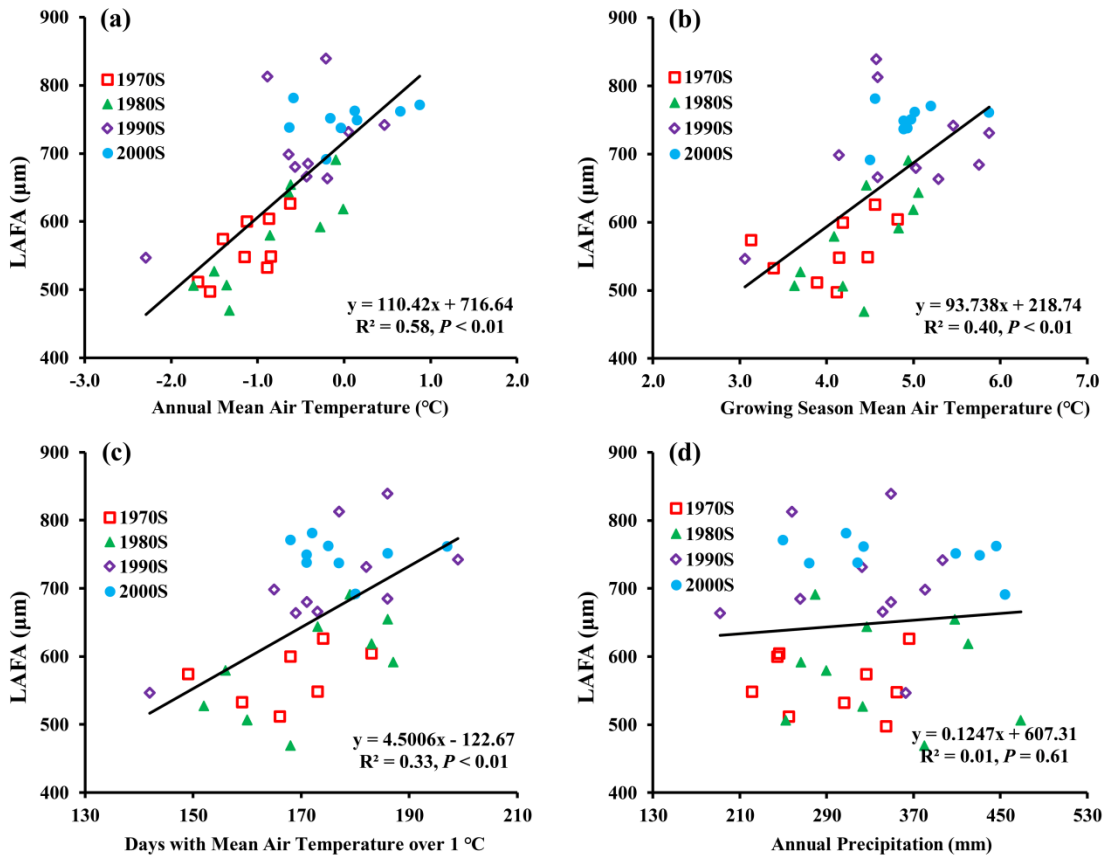 (a)
900
800
700
600
500
400
LAFA (μm)
1970S
1980S
1990S
2000S
y = 110.42x + 716.64
R² = 0.58, P < 0.01
-3.0 -2.0 -1.0 0.0 1.0 2.0
Annual Mean Air Temperature (℃)
(b)
900
800
700
600
500
400
LAFA (μm)
1970S
1980S
1990S
2000S
y = 93.738x + 218.74
R² = 0.40, P < 0.01
2.0 3.0 4.0 5.0 6.0 7.0
Growing Season Mean Air Temperature (℃)
(c)
900
800
700
600
500
400
LAFA (μm)
1970S
1980S
1990S
2000S
y = 4.5006x - 122.67
R² = 0.33, P < 0.01
130 150 170 190 210
Days with Mean Air Temperature over 1 ℃
(d)
900
800
700
600
500
400
LAFA (μm)
1970S
1980S
1990S
2000S
y = 0.1247x + 607.31
R² = 0.01, P = 0.61
130 210 290 370 450 530
Annual Precipitation (mm)